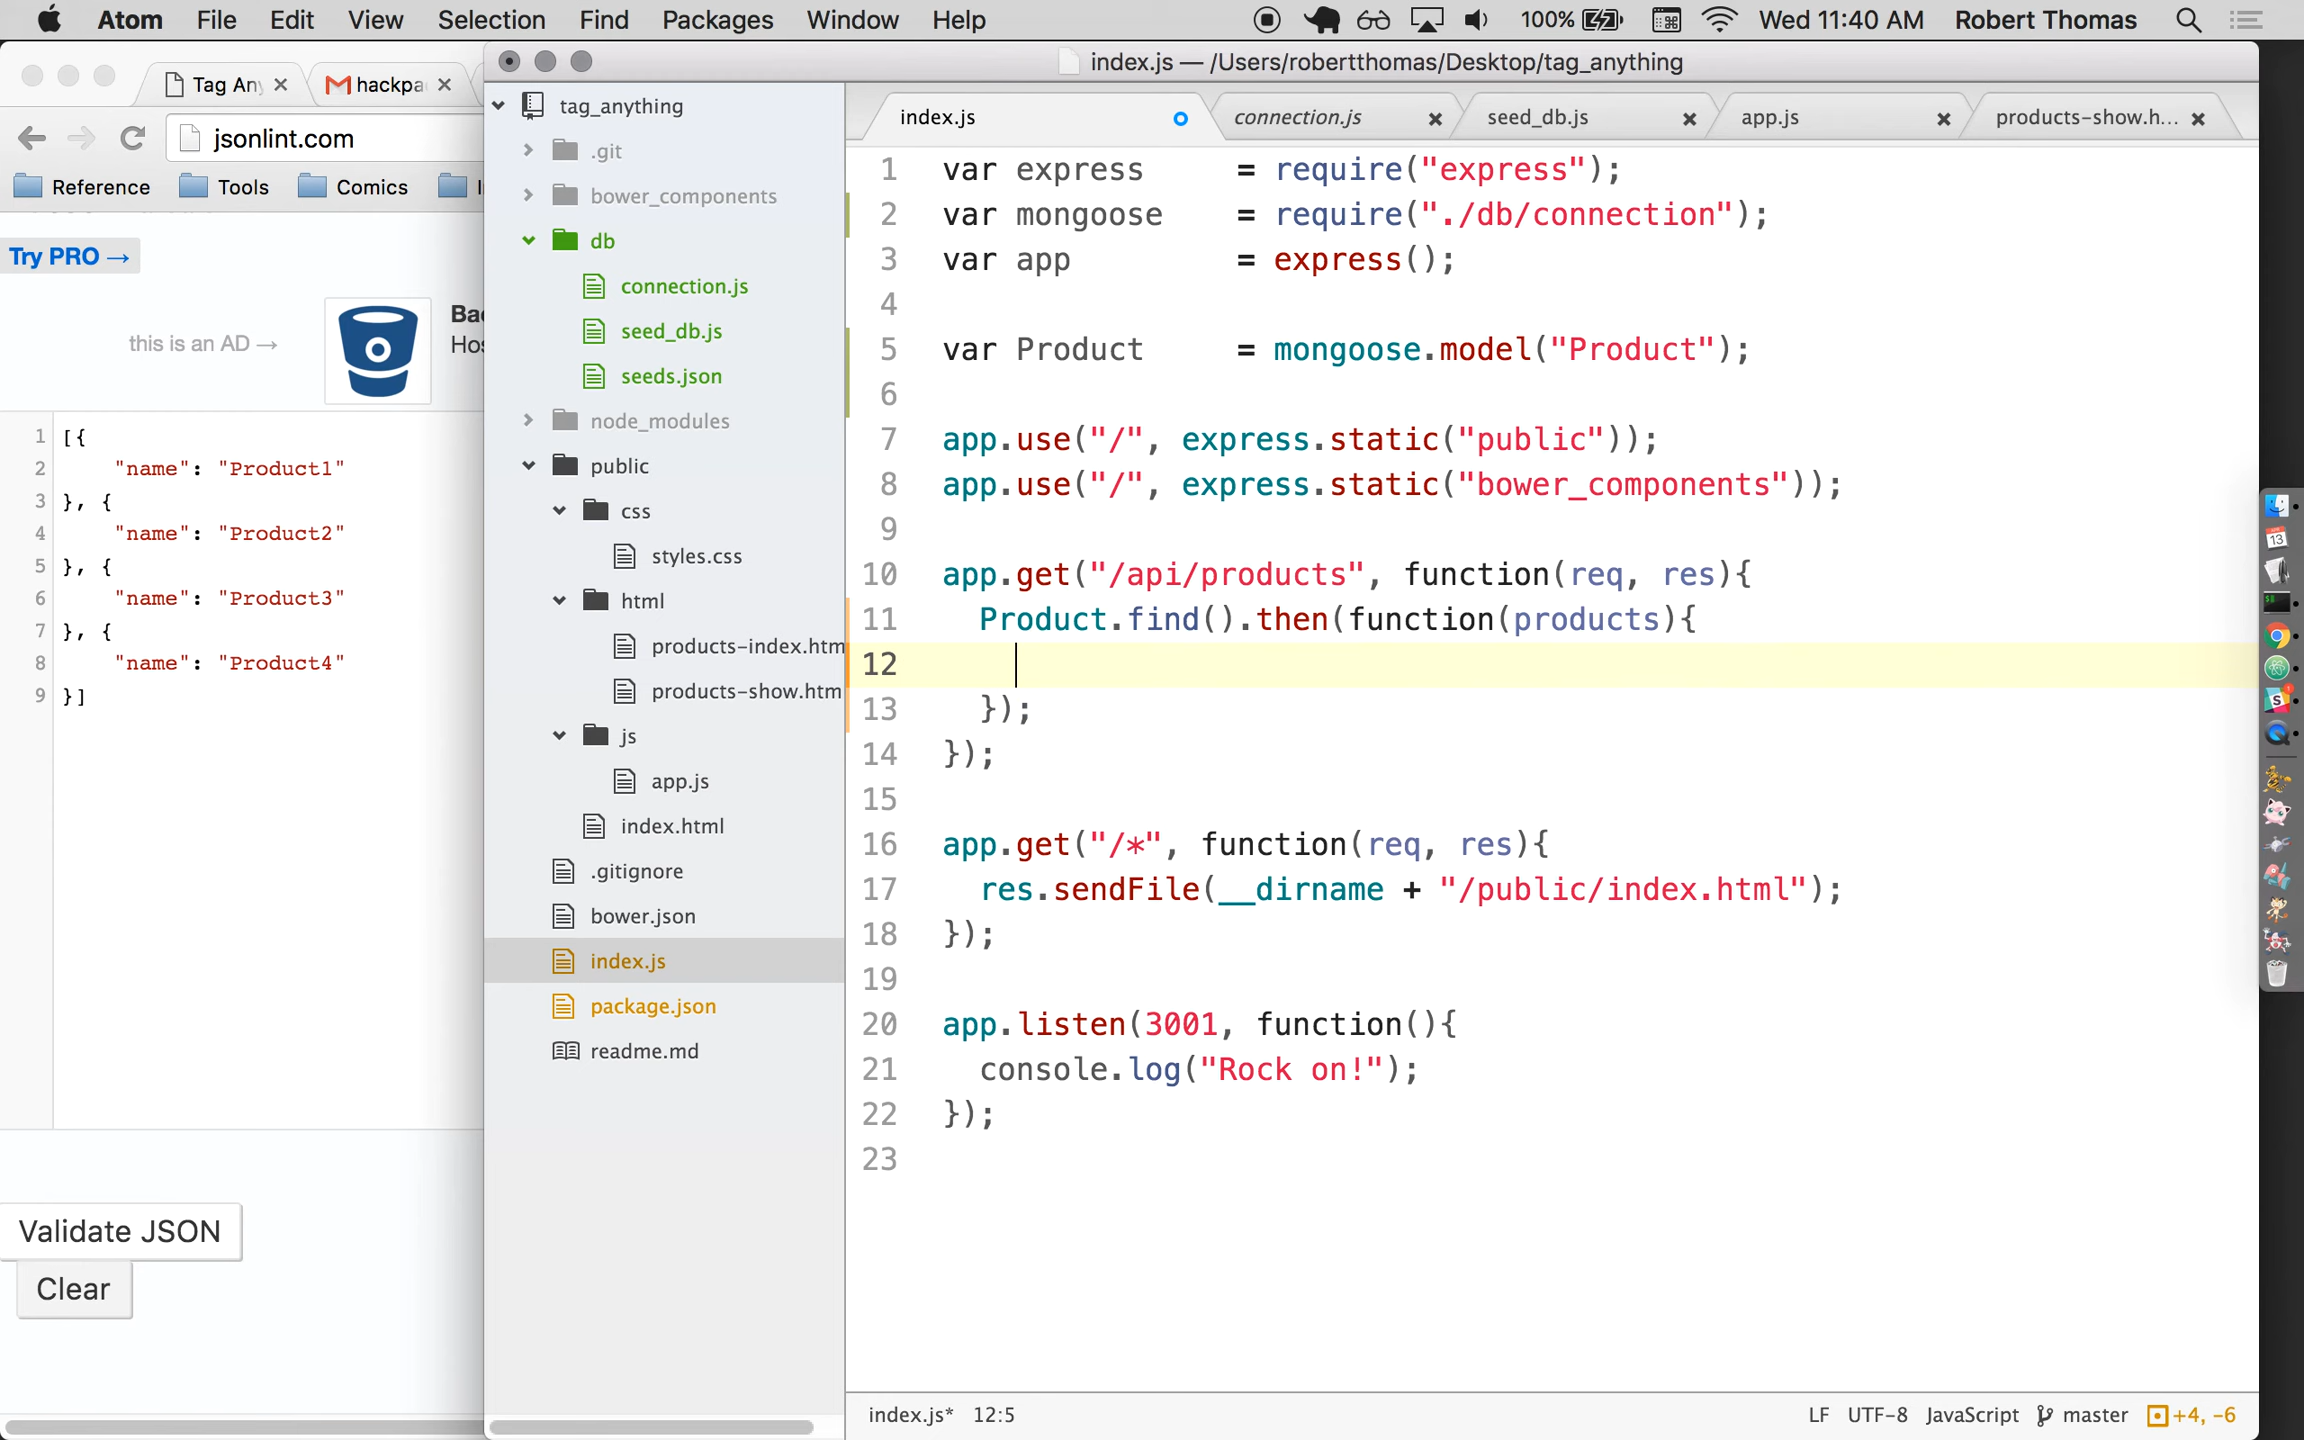 Atom File Edit View Selection Find Packages Window Help 100% Wed 11:40 AM Robert Thomas
index.js — /Users/robertthomas/Desktop/tag_anything
Tag Any
hackpa
jsonlint.com
Reference Tools Comics
Try PRO →
this is an AD →
1 [{
2 "name": "Product1"
3 }, {
4 "name": "Product2"
5 }, {
6 "name": "Product3"
7 }, {
8 "name": "Product4"
9 }]
Validate JSON
Clear
tag_anything
.git
bower_components
db
connection.js
seed_db.js
seeds.json
node_modules
public
css
styles.css
html
products-index.htm
products-show.htm
js
app.js
index.html
.gitignore
bower.json
index.js
package.json
readme.md
index.js connection.js seed_db.js app.js products-show.h...
1 var express = require("express");
2 var mongoose = require("./db/connection");
3 var app = express();
4
5 var Product = mongoose.model("Product");
6
7 app.use("/", express.static("public"));
8 app.use("/", express.static("bower_components"));
9
10 app.get("/api/products", function(req, res){
11 Product.find().then(function(products){
12
13 });
14 });
15
16 app.get("/*", function(req, res){
17 res.sendFile(__dirname + "/public/index.html");
18 });
19
20 app.listen(3001, function(){
21 console.log("Rock on!");
22 });
23
index.js* 12:5 LF UTF-8 JavaScript master +4, -6